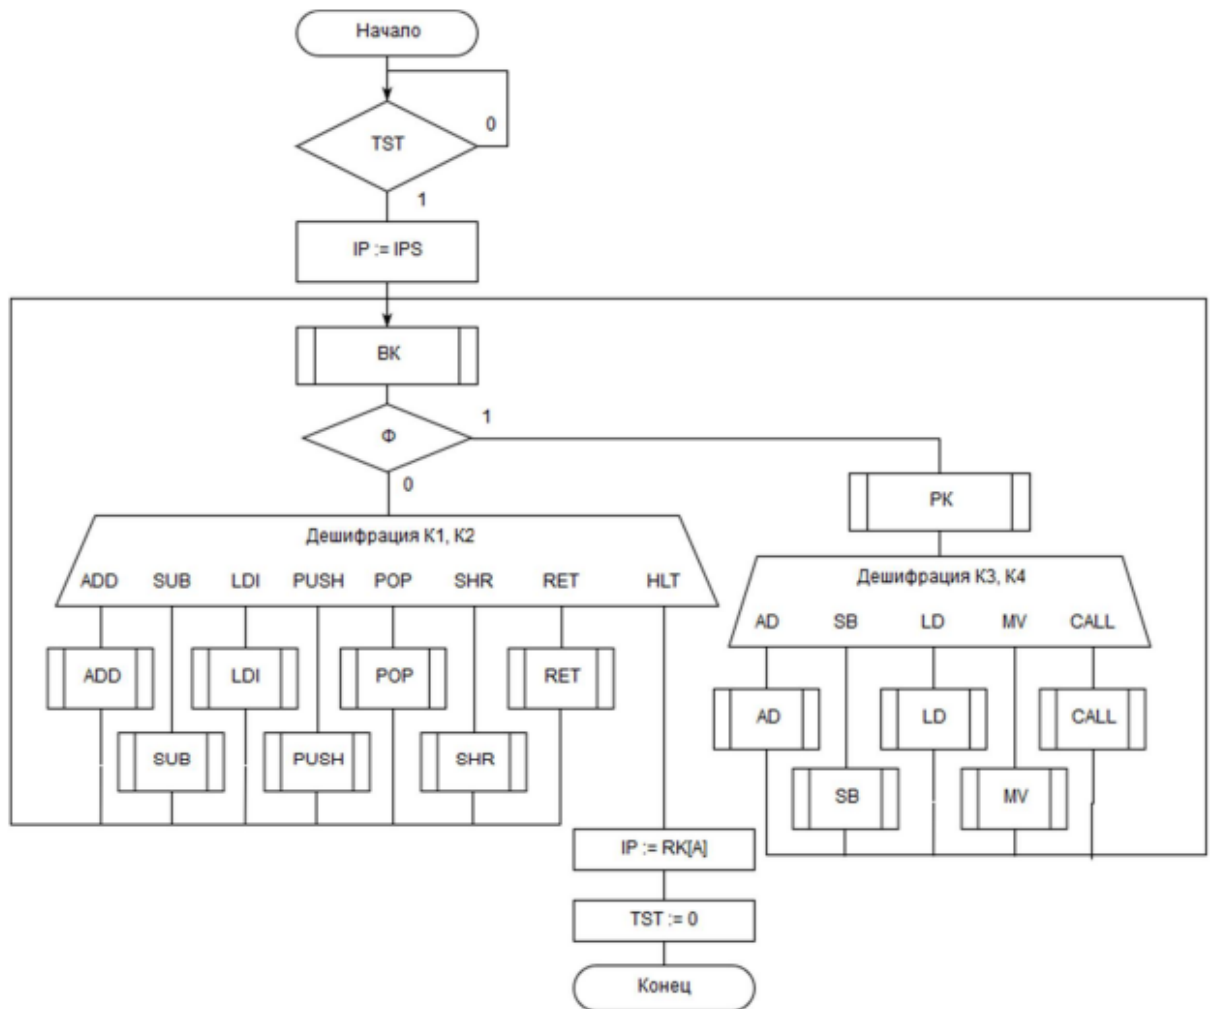 Начало
TST
0
1
IP := IPS
ВК
Ф
1
0
РК
Дешифрация К1, К2
ADD SUB LDI PUSH POP SHR RET HLT
Дешифрация К3, К4
AD SB LD MV CALL
ADD LDI POP RET
SUB PUSH SHR
AD LD CALL
SB MV
IP := RK[A]
TST := 0
Конец